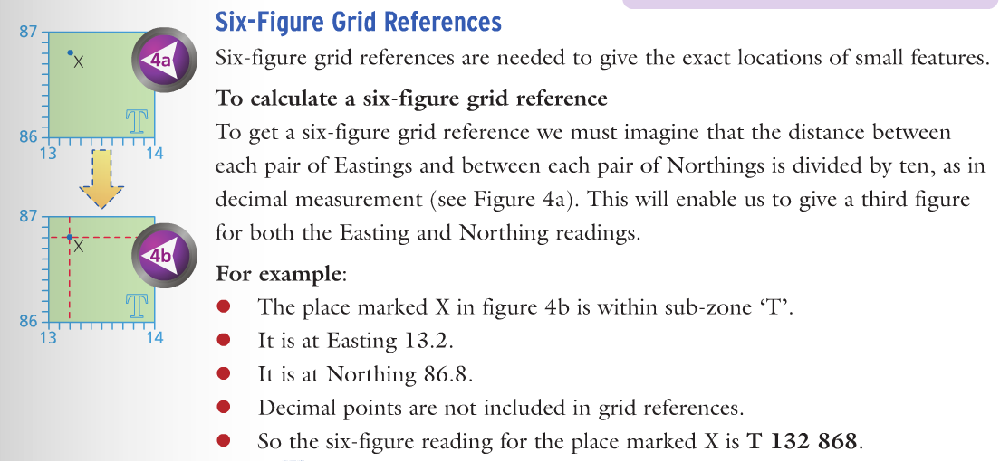 Six-Figure Grid References
Six-figure grid references are needed to give the exact locations of small features.
To calculate a six-figure grid reference
To get a six-figure grid reference we must imagine that the distance between
each pair of Eastings and between each pair of Northings is divided by ten, as in
decimal measurement (see Figure 4a). This will enable us to give a third figure
for both the Easting and Northing readings.
For example:
● The place marked X in figure 4b is within sub-zone ‘T’.
● It is at Easting 13.2.
● It is at Northing 86.8.
● Decimal points are not included in grid references.
● So the six-figure reading for the place marked X is T 132 868.
87
X
4a
T
86
13 14
87
X
4b
T
86
13 14